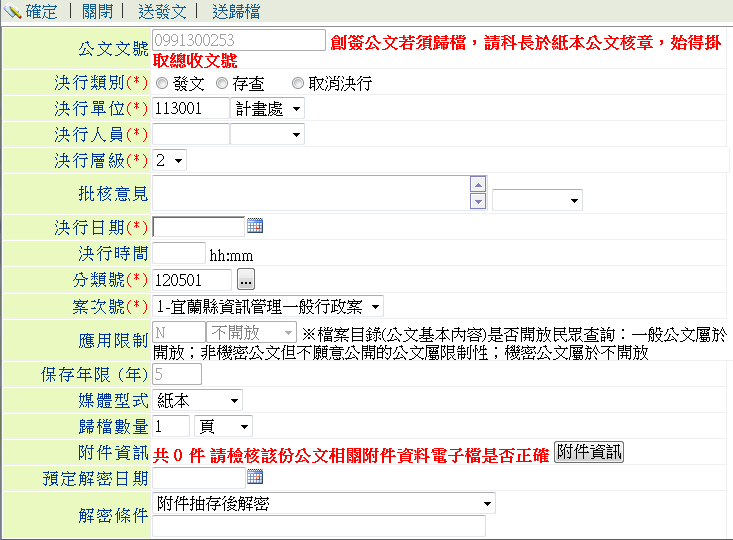 確定 | 關閉 | 送發文 | 送歸檔
公文文號 0991300253 創簽公文若須歸檔，請科長於紙本公文核章，始得掛
取總收文號
決行類別(*) 發文 存查 取消決行
決行單位(*) 113001 計畫處
決行人員(*)
決行層級(*) 2
批核意見
決行日期(*)
決行時間 hh:mm
分類號(*) 120501 ...
案次號(*) 1-宜蘭縣資訊管理一般行政案
應用限制 N 不開放 ※檔案目錄(公文基本內容)是否開放民眾查詢：一般公文屬於
開放；非機密公文但不願意公開的公文屬限制性；機密公文屬於不開放
保存年限 (年) 5
媒體型式 紙本
歸檔數量 1 頁
附件資訊 共 0 件 請檢核該份公文相關附件資料電子檔是否正確 附件資訊
預定解密日期
解密條件 附件抽存後解密